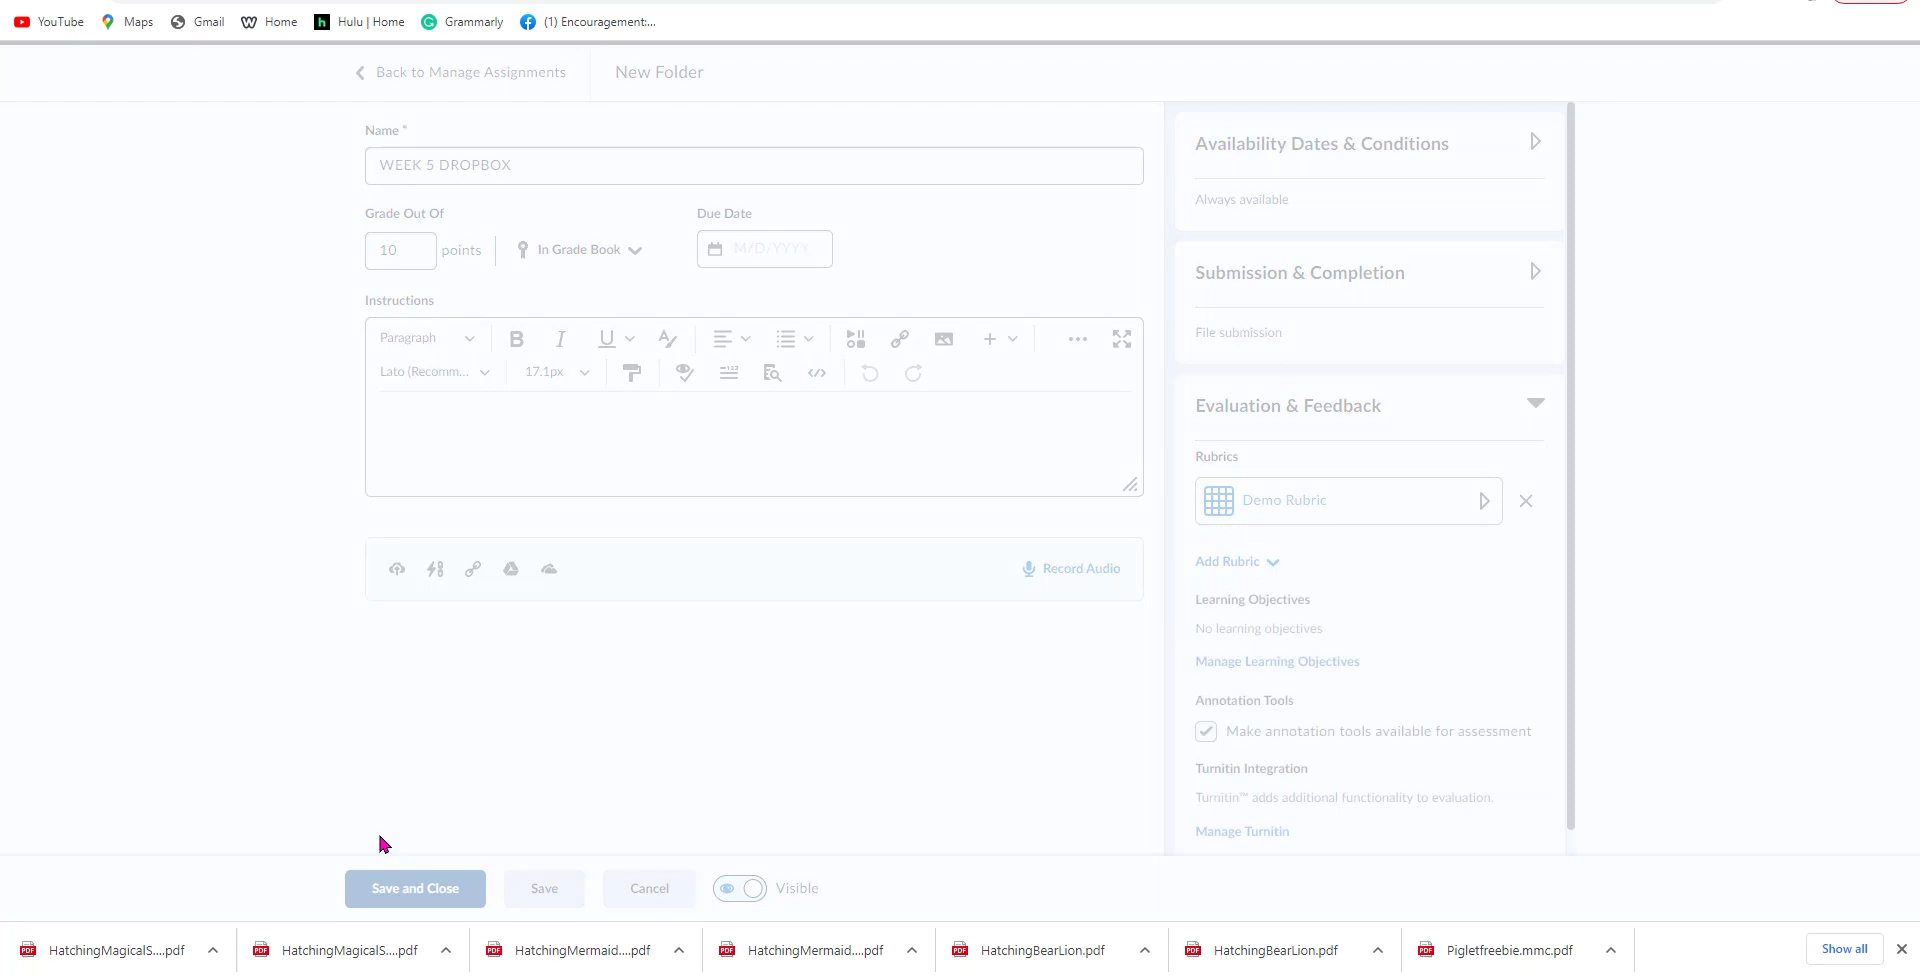 YouTube Maps Gmail Home Hulu | Home Grammarly (1) Encouragement:...
Back to Manage Assignments New Folder
Name *
WEEK 5 DROPBOX
Grade Out Of Due Date
10 points In Grade Book M/D/YYYY
Instructions
Paragraph
Lato (Recomm... 17.1px
Record Audio
Availability Dates & Conditions
Always available
Submission & Completion
File submission
Evaluation & Feedback
Rubrics
Demo Rubric
Add Rubric
Learning Objectives
No learning objectives
Manage Learning Objectives
Annotation Tools
Make annotation tools available for assessment
Turnitin Integration
Turnitin™ adds additional functionality to evaluation.
Manage Turnitin
Save and Close Save Cancel Visible
HatchingMagicalS....pdf HatchingMagicalS....pdf HatchingMermaid....pdf HatchingMermaid....pdf HatchingBearLion.pdf HatchingBearLion.pdf Pigletfreebie.mmc.pdf Show all